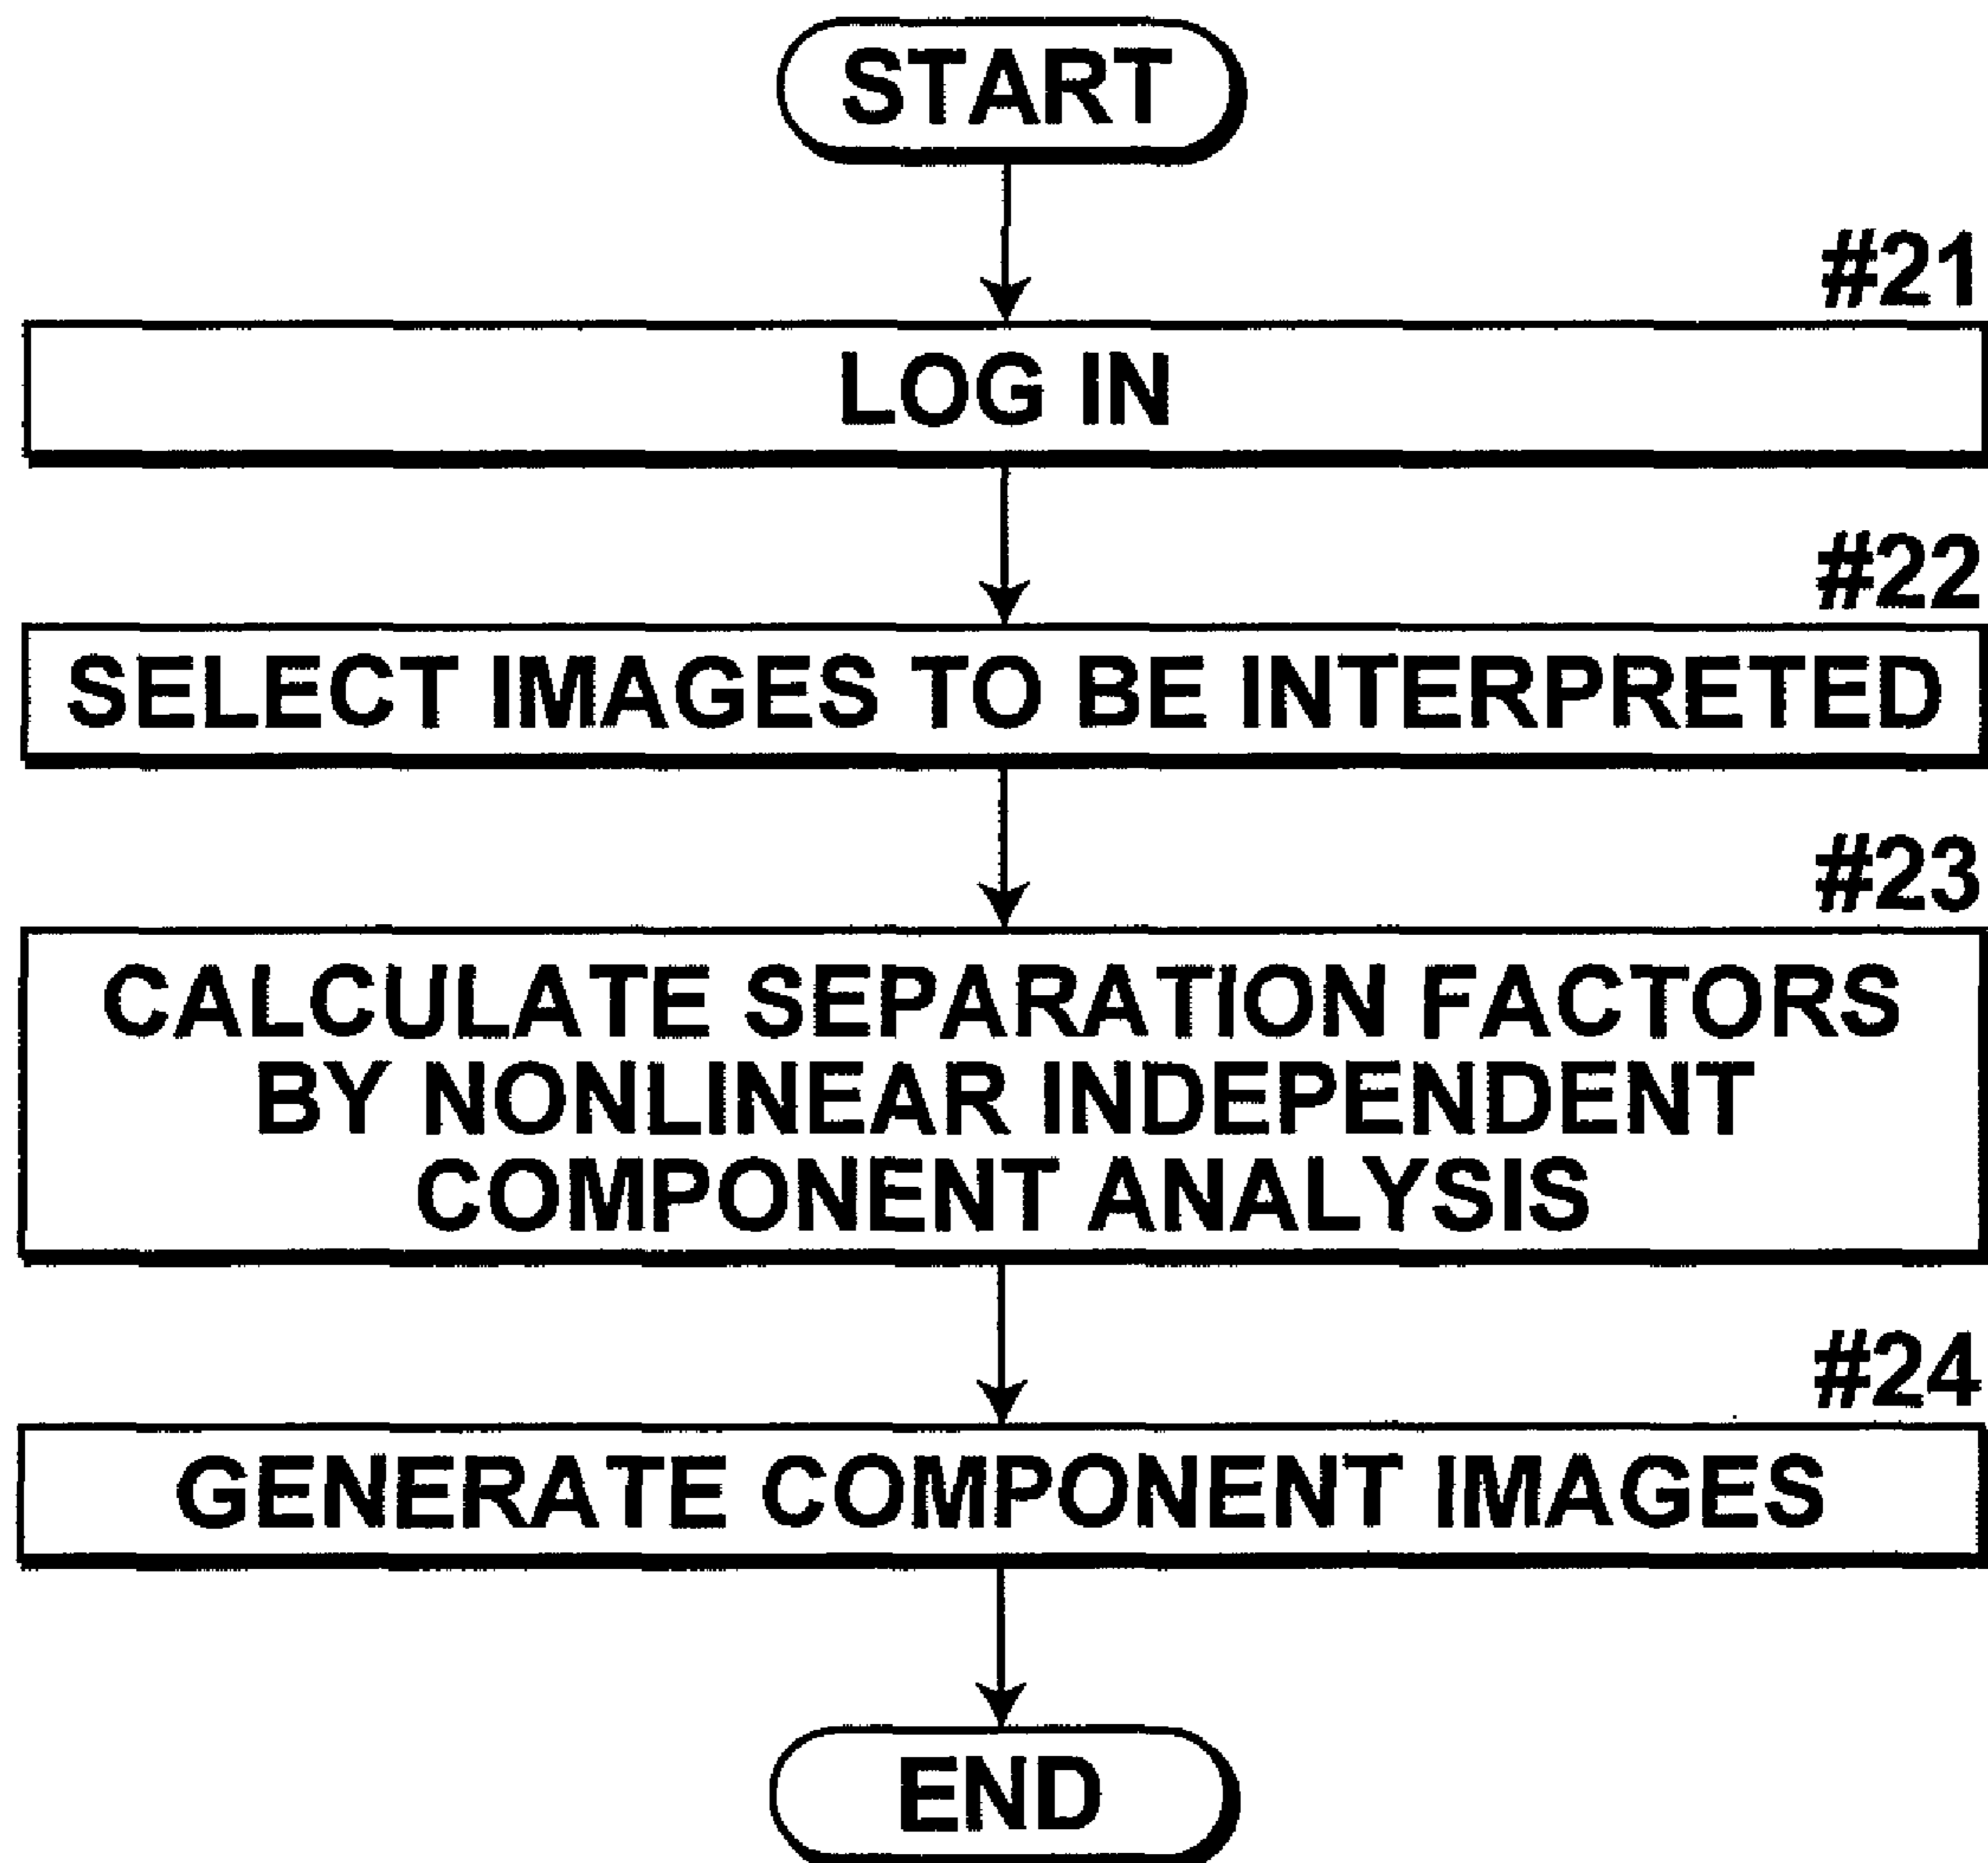 START
#21
LOG IN
#22
SELECT IMAGES TO BE INTERPRETED
#23
CALCULATE SEPARATION FACTORS
BY NONLINEAR INDEPENDENT
COMPONENT ANALYSIS
#24
GENERATE COMPONENT IMAGES
END